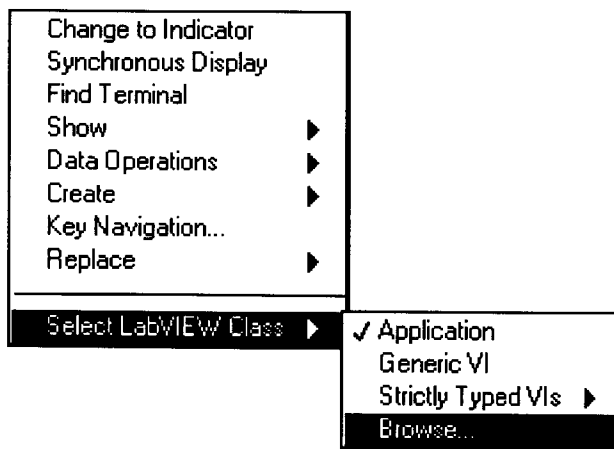 Change to Indicator
Synchronous Display
Find Terminal
Show
Data Operations
Create
Key Navigation...
Replace
Select LabVIEW Class
✓ Application
Generic VI
Strictly Typed VIs
Browse...